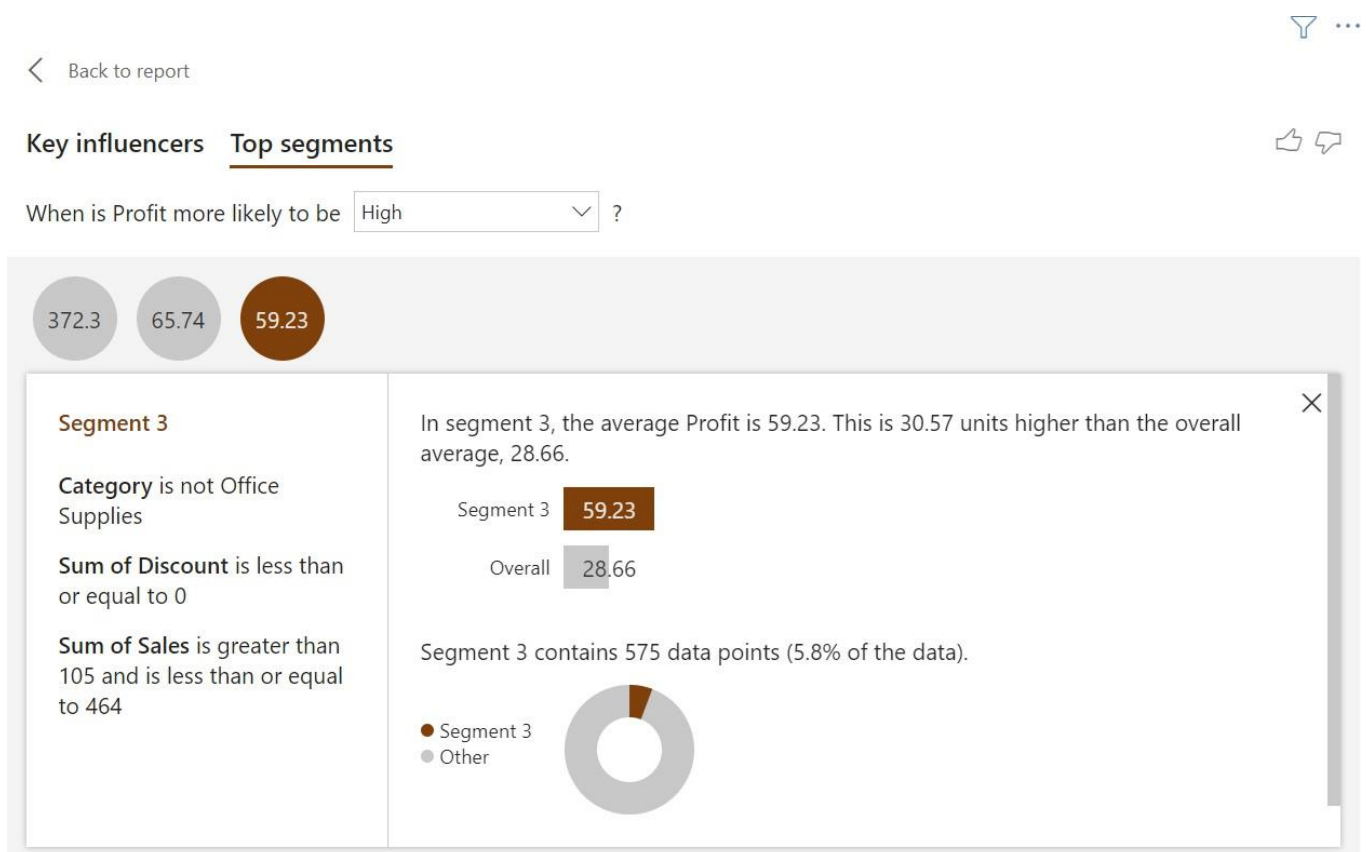 Back to report
Key influencers Top segments
When is Profit more likely to be High ?
372.3 65.74 59.23
Segment 3
Category is not Office
Supplies
Sum of Discount is less than
or equal to 0
Sum of Sales is greater than
105 and is less than or equal
to 464
In segment 3, the average Profit is 59.23. This is 30.57 units higher than the overall
average, 28.66.
Segment 3 59.23
Overall 28.66
Segment 3 contains 575 data points (5.8% of the data).
Segment 3
Other